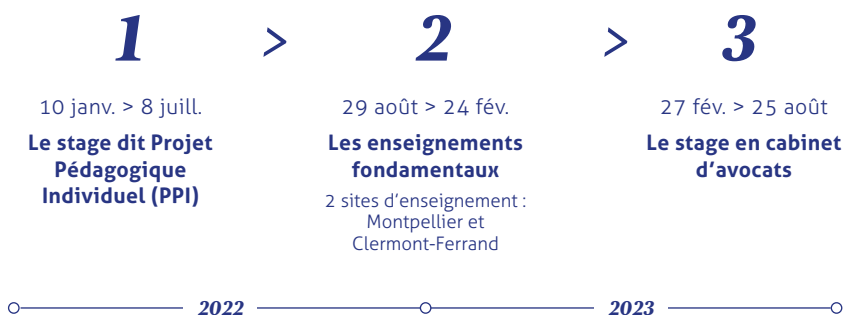 1 > 2 > 3
10 janv. > 8 juill.
Le stage dit Projet
Pédagogique
Individuel (PPI)
29 août > 24 fév.
Les enseignements
fondamentaux
2 sites d’enseignement :
Montpellier et
Clermont-Ferrand
27 fév. > 25 août
Le stage en cabinet
d’avocats
2022
2023